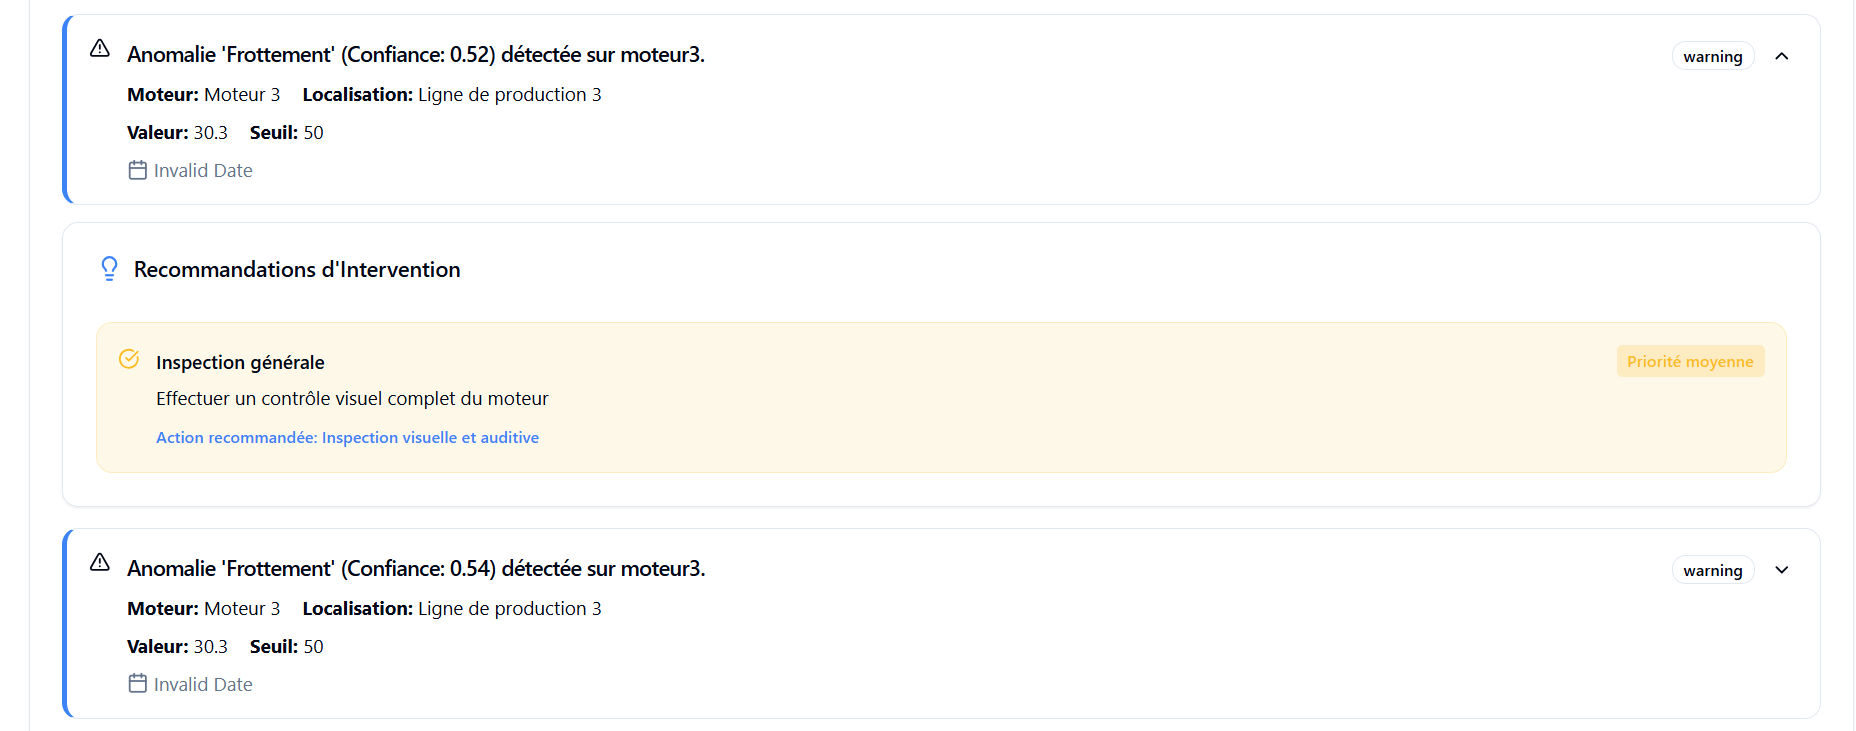 Anomalie 'Frottement' (Confiance: 0.52) détectée sur moteur3.
warning
Moteur: Moteur 3 Localisation: Ligne de production 3
Valeur: 30.3 Seuil: 50
Invalid Date
Recommandations d'Intervention
Inspection générale
Priorité moyenne
Effectuer un contrôle visuel complet du moteur
Action recommandée: Inspection visuelle et auditive
Anomalie 'Frottement' (Confiance: 0.54) détectée sur moteur3.
warning
Moteur: Moteur 3 Localisation: Ligne de production 3
Valeur: 30.3 Seuil: 50
Invalid Date